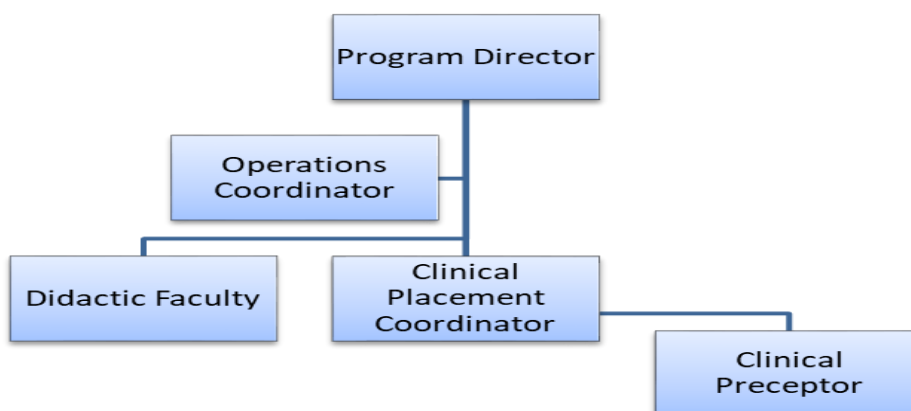 Program Director
Operations
Coordinator
Didactic Faculty
Clinical
Placement
Coordinator
Clinical
Preceptor